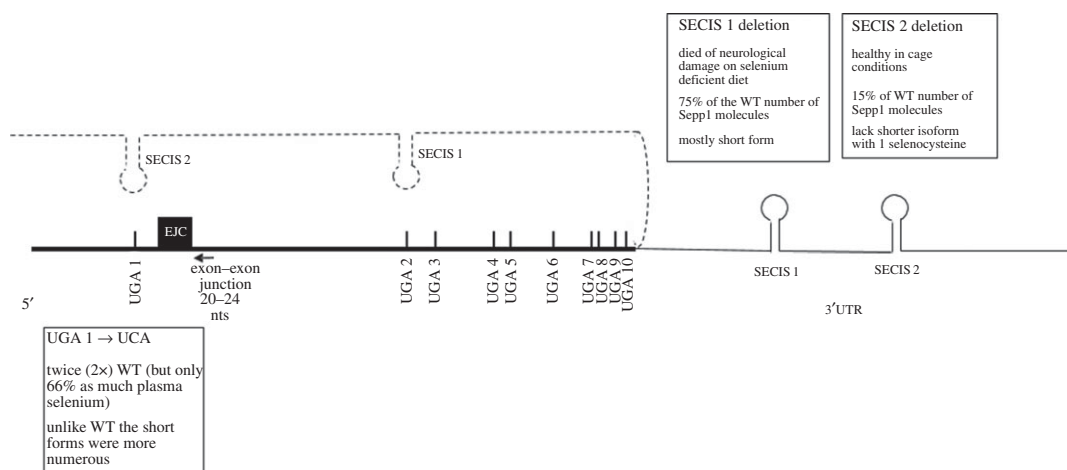 SECIS 1 deletion
died of neurological
damage on selenium
deficient diet
75% of the WT number of
Sepp1 molecules
mostly short form
SECIS 2 deletion
healthy in cage
conditions
15% of WT number of
Sepp1 molecules
lack shorter isoform
with 1 selenocysteine
SECIS 2
SECIS 1
EJC
exon–exon
junction
20–24
nts
5′
UGA 1
UGA 2
UGA 3
UGA 4
UGA 5
UGA 6
UGA 7
UGA 8
UGA 9
UGA 10
SECIS 1
SECIS 2
3′UTR
UGA 1 → UCA
twice (2×) WT (but only
66% as much plasma
selenium)
unlike WT the short
forms were more
numerous